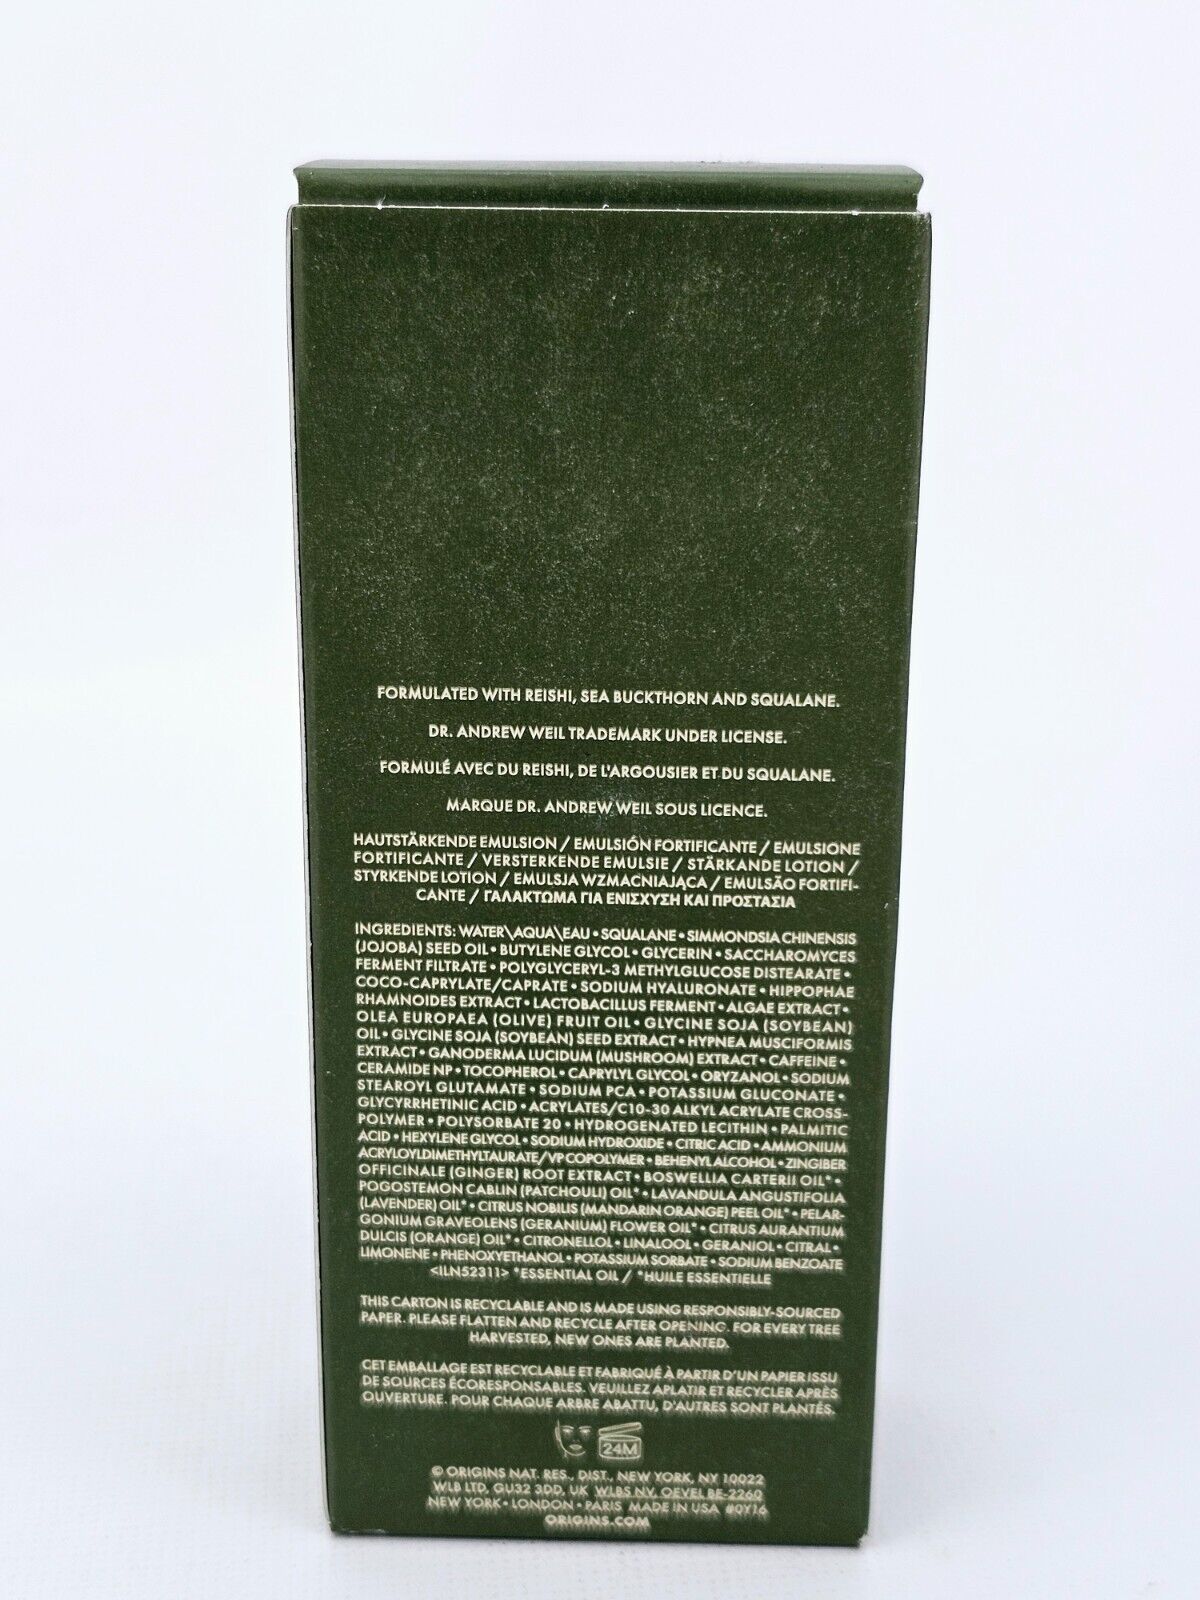 FORMULATED WITH REISHI, SEA BUCKTHORN AND SQUALANE.
DR. ANDREW WEIL TRADEMARK UNDER LICENSE.
FORMULÉ AVEC DU REISHI, DE L'ARGOUSIER ET DU SQUALANE.
MARQUE DR. ANDREW WEIL SOUS LICENCE.
HAUTSTÄRKENDE EMULSION / EMULSIÓN FORTIFICANTE / EMULSIONE
FORTIFICANTE / VERSTERKENDE EMULSIE / STÄRKANDE LOTION /
STYRKENDE LOTION / EMULSJA WZMACNIAJĄCA / EMULSÃO FORTIFI-
CANTE / ΓΑΛΑΚΤΩΜΑ ΓΙΑ ΕΝΙΣΧΥΣΗ ΚΑΙ ΠΡΟΣΤΑΣΙΑ
INGREDIENTS: WATER\AQUA\EAU • SQUALANE • SIMMONDSIA CHINENSIS
(JOJOBA) SEED OIL • BUTYLENE GLYCOL • GLYCERIN • SACCHAROMYCES
FERMENT FILTRATE • POLYGLYCERYL-3 METHYLGLUCOSE DISTEARATE •
COCO-CAPRYLATE/CAPRATE • SODIUM HYALURONATE • HIPPOPHAE
RHAMNOIDES EXTRACT • LACTOBACILLUS FERMENT • ALGAE EXTRACT •
OLEA EUROPAEA (OLIVE) FRUIT OIL • GLYCINE SOJA (SOYBEAN)
OIL • GLYCINE SOJA (SOYBEAN) SEED EXTRACT • HYPNEA MUSCIFORMIS
EXTRACT • GANODERMA LUCIDUM (MUSHROOM) EXTRACT • CAFFEINE •
CERAMIDE NP • TOCOPHEROL • CAPRYLYL GLYCOL • ORYZANOL • SODIUM
STEAROYL GLUTAMATE • SODIUM PCA • POTASSIUM GLUCONATE •
GLYCYRRHETINIC ACID • ACRYLATES/C10-30 ALKYL ACRYLATE CROSS-
POLYMER • POLYSORBATE 20 • HYDROGENATED LECITHIN • PALMITIC
ACID • HEXYLENE GLYCOL • SODIUM HYDROXIDE • CITRIC ACID • AMMONIUM
ACRYLOYLDIMETHYLTAURATE/VP COPOLYMER • BEHENYL ALCOHOL • ZINGIBER
OFFICINALE (GINGER) ROOT EXTRACT • BOSWELLIA CARTERII OIL* •
POGOSTEMON CABLIN (PATCHOULI) OIL* • LAVANDULA ANGUSTIFOLIA
(LAVENDER) OIL* • CITRUS NOBILIS (MANDARIN ORANGE) PEEL OIL* • PELAR-
GONIUM GRAVEOLENS (GERANIUM) FLOWER OIL* • CITRUS AURANTIUM
DULCIS (ORANGE) OIL* • CITRONELLOL • LINALOOL • GERANIOL • CITRAL •
LIMONENE • PHENOXYETHANOL • POTASSIUM SORBATE • SODIUM BENZOATE
<ILN52311> *ESSENTIAL OIL / *HUILE ESSENTIELLE
THIS CARTON IS RECYCLABLE AND IS MADE USING RESPONSIBLY-SOURCED
PAPER. PLEASE FLATTEN AND RECYCLE AFTER OPENING. FOR EVERY TREE
HARVESTED, NEW ONES ARE PLANTED.
CET EMBALLAGE EST RECYCLABLE ET FABRIQUÉ À PARTIR D'UN PAPIER ISSU
DE SOURCES ÉCORESPONSABLES. VEUILLEZ APLATIR ET RECYCLER APRÈS
OUVERTURE. POUR CHAQUE ARBRE ABATTU, D'AUTRES SONT PLANTÉS.
24M
© ORIGINS NAT. RES., DIST., NEW YORK, NY 10022
WLB LTD, GU32 3DD, UK WLBS NV, OEVEL BE-2260
NEW YORK • LONDON • PARIS MADE IN USA #0Y16
ORIGINS.COM